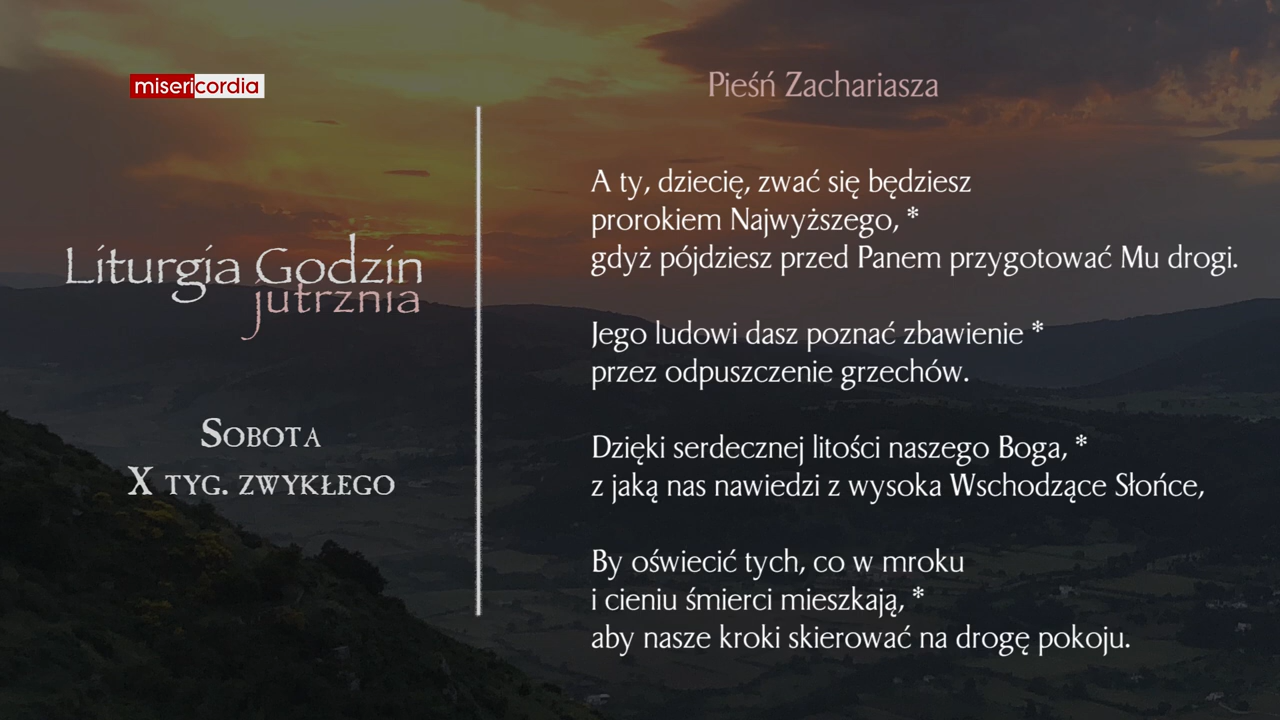 misericordia
Liturgia Godzin
jutrznia
Sobota
X tyg. zwykłego
Pieśń Zachariasza
A ty, dziecię, zwać się będziesz
prorokiem Najwyższego, *
gdyż pójdziesz przed Panem przygotować Mu drogi.
Jego ludowi dasz poznać zbawienie *
przez odpuszczenie grzechów.
Dzięki serdecznej litości naszego Boga, *
z jaką nas nawiedzi z wysoka Wschodzące Słońce,
By oświecić tych, co w mroku
i cieniu śmierci mieszkają, *
aby nasze kroki skierować na drogę pokoju.